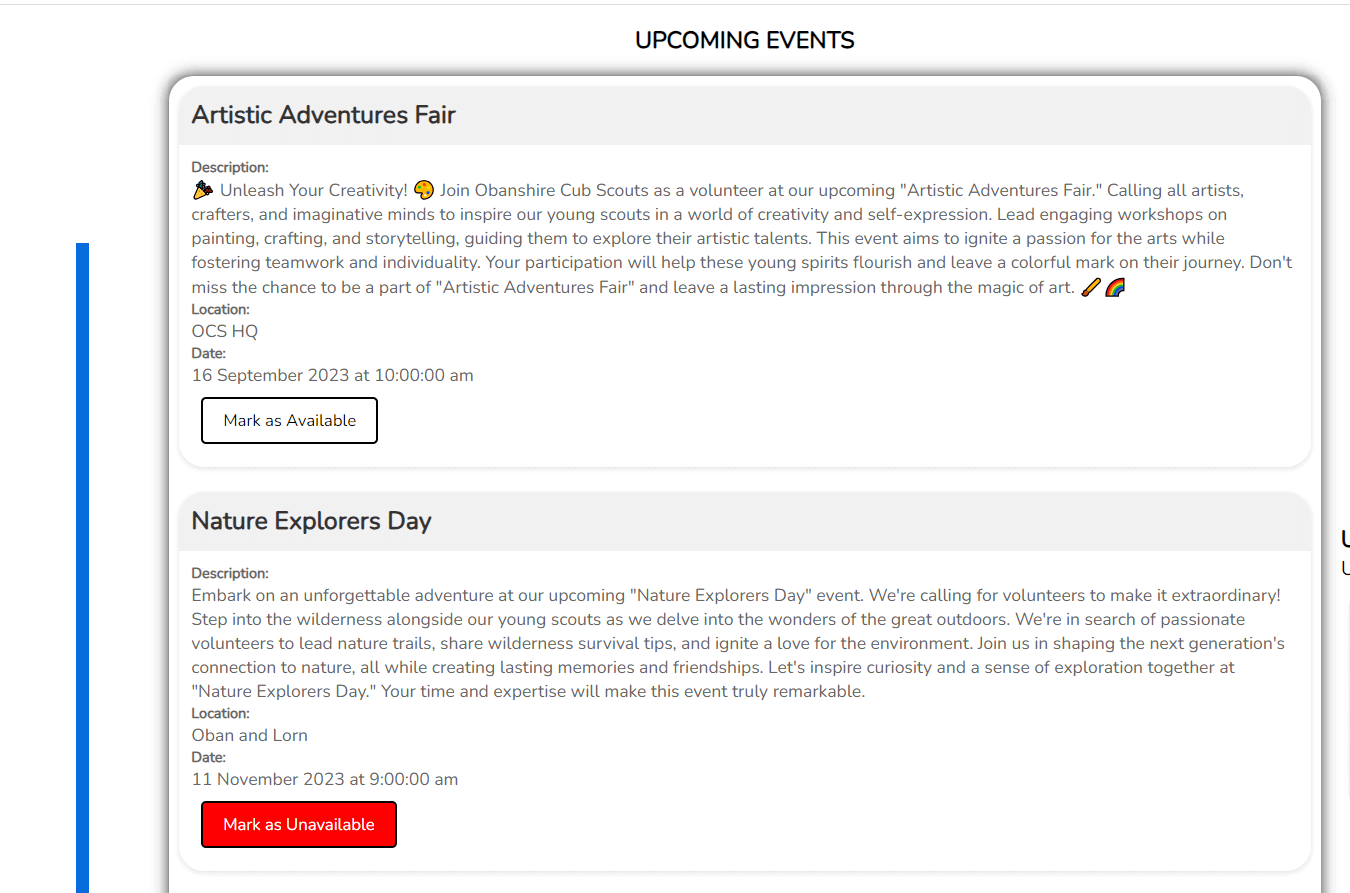 UPCOMING EVENTS
Artistic Adventures Fair
Description:
🎉 Unleash Your Creativity! 🎨 Join Obanshire Cub Scouts as a volunteer at our upcoming "Artistic Adventures Fair." Calling all artists,
crafters, and imaginative minds to inspire our young scouts in a world of creativity and self-expression. Lead engaging workshops on
painting, crafting, and storytelling, guiding them to explore their artistic talents. This event aims to ignite a passion for the arts while
fostering teamwork and individuality. Your participation will help these young spirits flourish and leave a colorful mark on their journey. Don't
miss the chance to be a part of "Artistic Adventures Fair" and leave a lasting impression through the magic of art. 🖌️🌈
Location:
OCS HQ
Date:
16 September 2023 at 10:00:00 am
Mark as Available
Nature Explorers Day
Description:
Embark on an unforgettable adventure at our upcoming "Nature Explorers Day" event. We're calling for volunteers to make it extraordinary!
Step into the wilderness alongside our young scouts as we delve into the wonders of the great outdoors. We're in search of passionate
volunteers to lead nature trails, share wilderness survival tips, and ignite a love for the environment. Join us in shaping the next generation's
connection to nature, all while creating lasting memories and friendships. Let's inspire curiosity and a sense of exploration together at
"Nature Explorers Day." Your time and expertise will make this event truly remarkable.
Location:
Oban and Lorn
Date:
11 November 2023 at 9:00:00 am
Mark as Unavailable